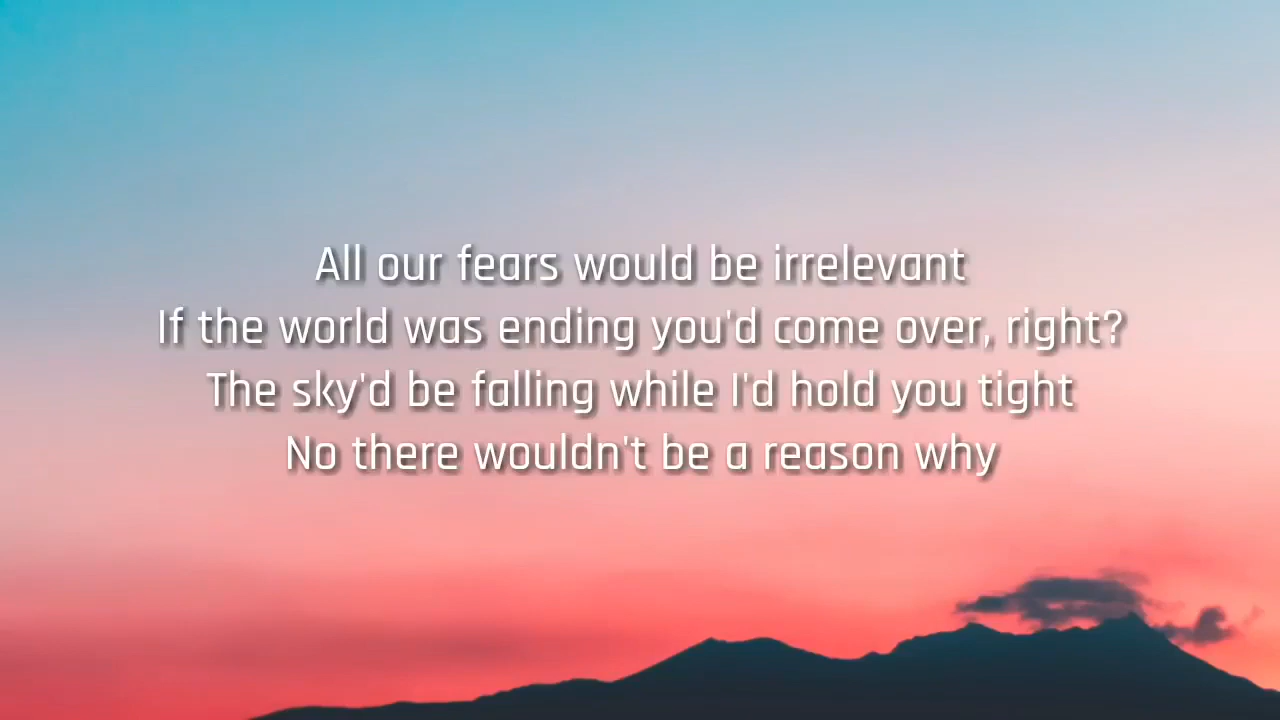 All our fears would be irrelevant
If the world was ending you'd come over, right?
The sky'd be falling while I'd hold you tight
No there wouldn't be a reason why